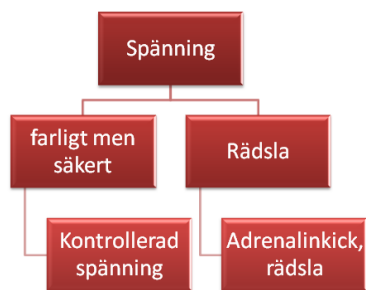 Spänning
farligt men
säkert
Rädsla
Kontrollerad
spänning
Adrenalinkick,
rädsla